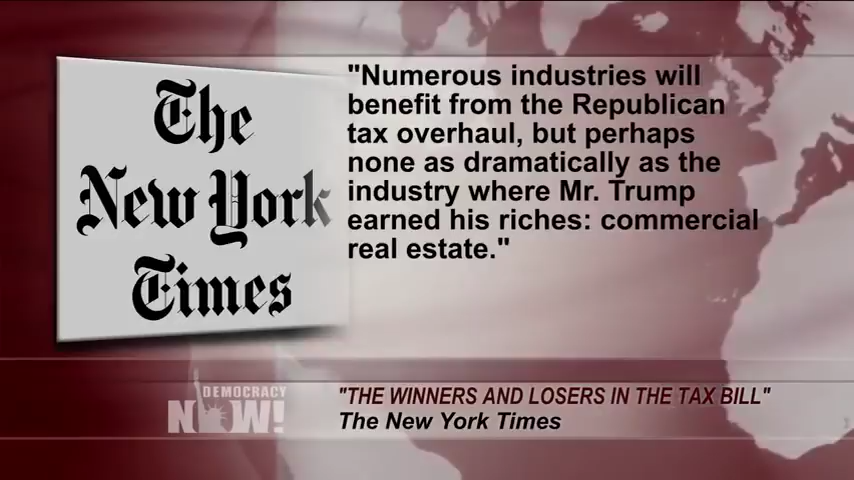 The
New York
Times
"Numerous industries will
benefit from the Republican
tax overhaul, but perhaps
none as dramatically as the
industry where Mr. Trump
earned his riches: commercial
real estate."
DEMOCRACY
NOW!
"THE WINNERS AND LOSERS IN THE TAX BILL"
The New York Times